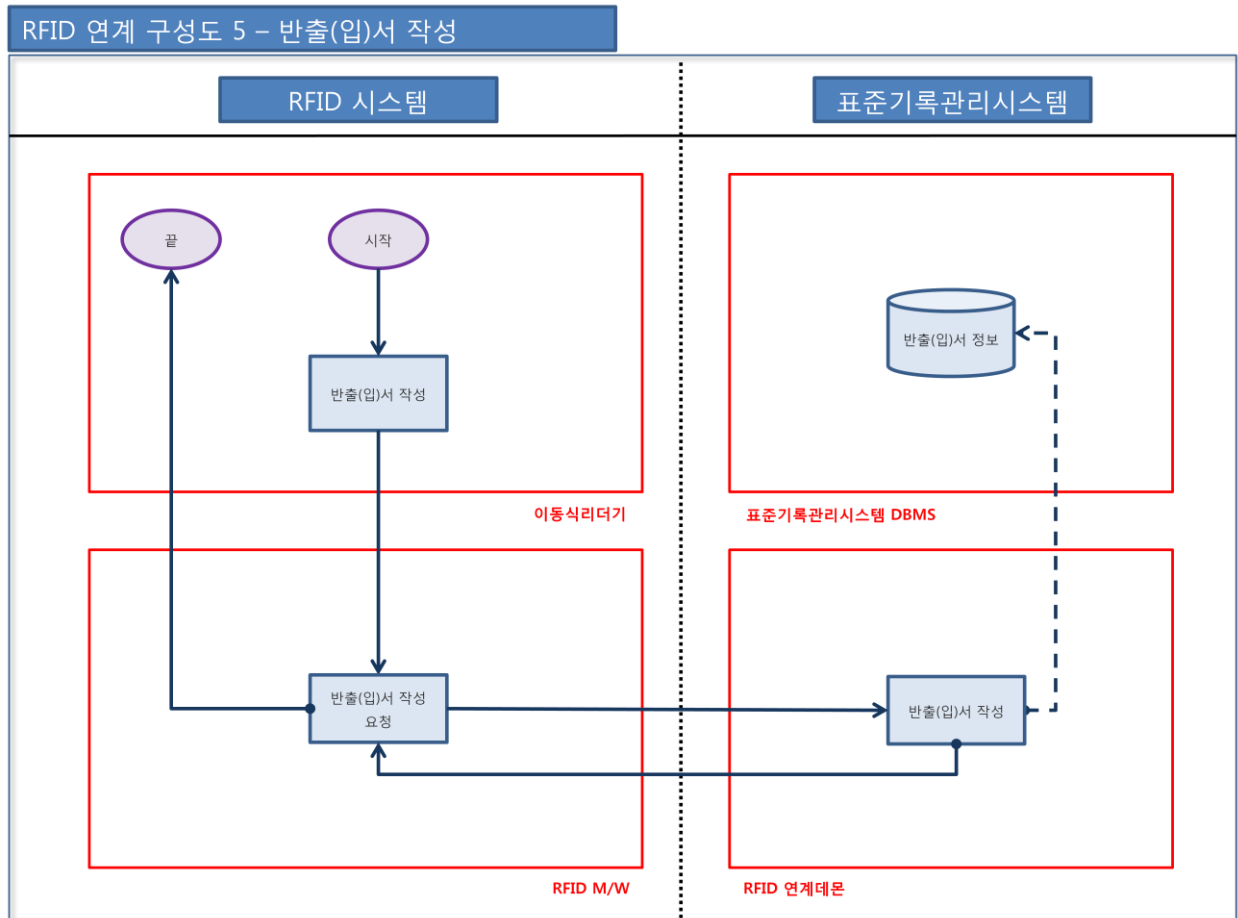 RFID 연계 구성도 5 – 반출(입)서 작성
RFID 시스템
표준기록관리시스템
끝
시작
반출(입)서 작성
반출(입)서 정보
이동식리더기
표준기록관리시스템 DBMS
반출(입)서 작성
요청
반출(입)서 작성
RFID M/W
RFID 연계데몬